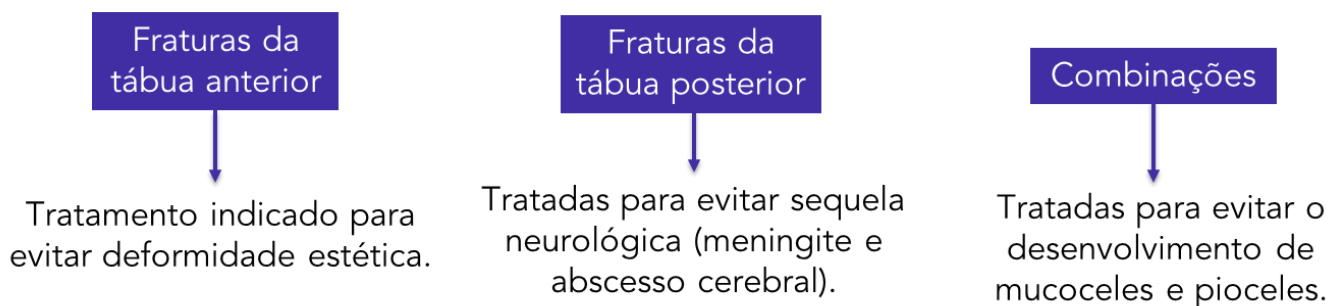 Fraturas da
tábua anterior
Tratamento indicado para
evitar deformidade estética.
Fraturas da
tábua posterior
Tratadas para evitar sequela
neurológica (meningite e
abscesso cerebral).
Combinações
Tratadas para evitar o
desenvolvimento de
mucoceles e pioceles.